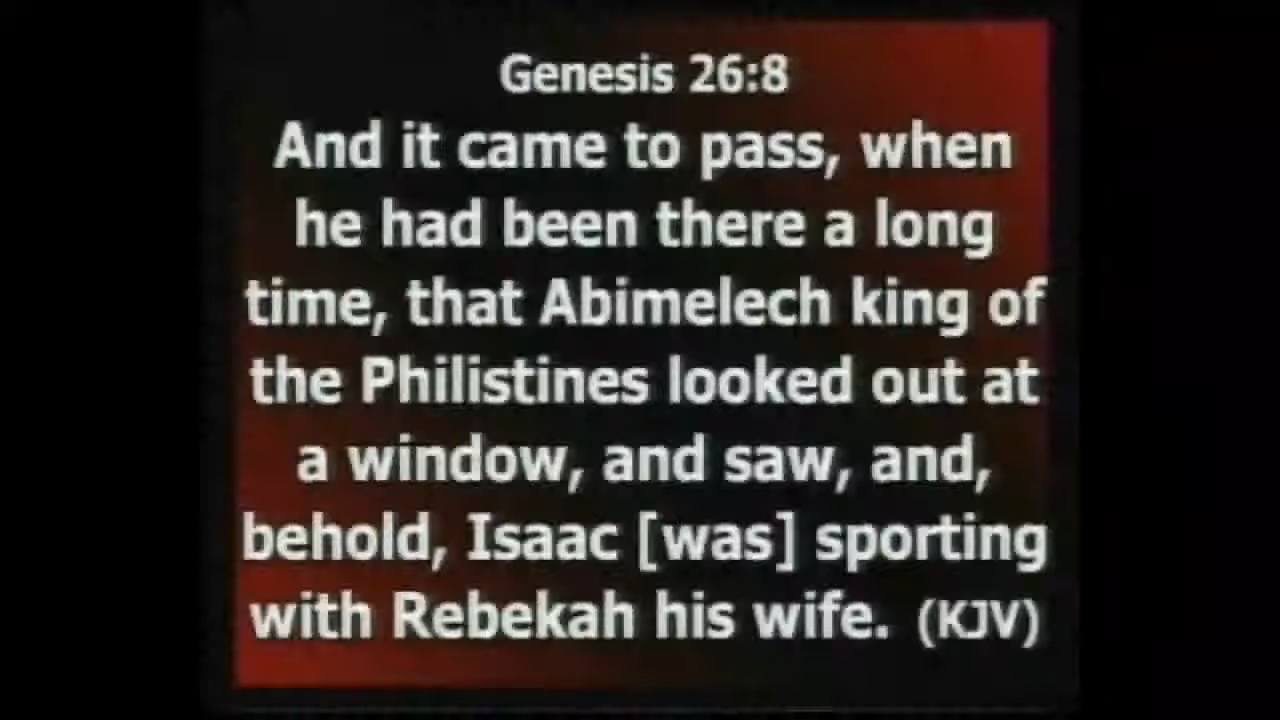 Genesis 26:8
And it came to pass, when
he had been there a long
time, that Abimelech king of
the Philistines looked out at
a window, and saw, and,
behold, Isaac [was] sporting
with Rebekah his wife. (KJV)